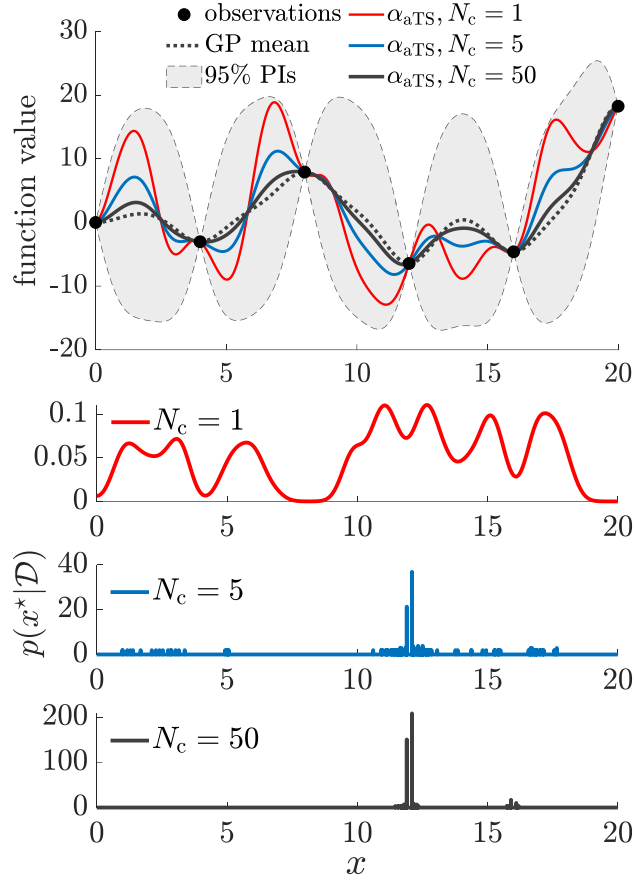 observations
GP mean
95% PIs
α_aTS, N_c = 1
α_aTS, N_c = 5
α_aTS, N_c = 50
function value
30
20
10
0
-10
-20
0 5 10 15 20
N_c = 1
0.1
0.05
0
0 5 10 15 20
N_c = 5
p(x⋆|𝒟)
40
20
0
0 5 10 15 20
N_c = 50
200
100
0
0 5 10 15 20
x